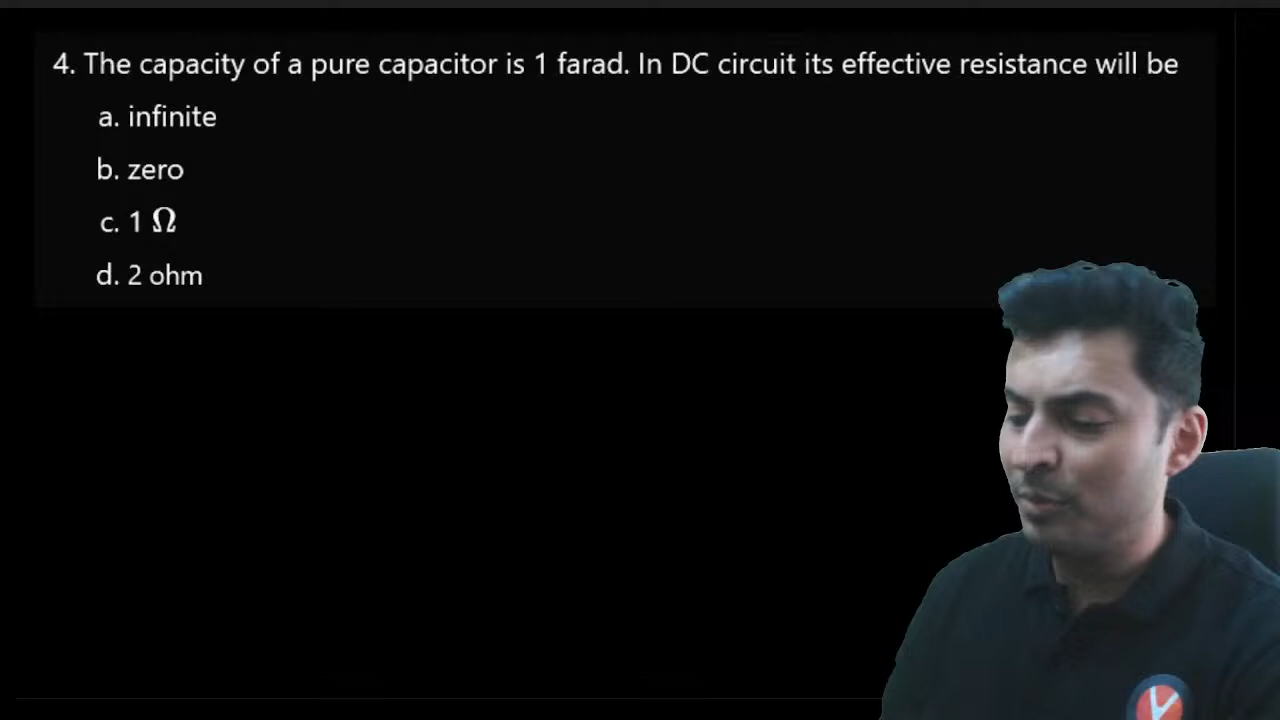 4. The capacity of a pure capacitor is 1 farad. In DC circuit its effective resistance will be
a. infinite
b. zero
c. 1 Ω
d. 2 ohm